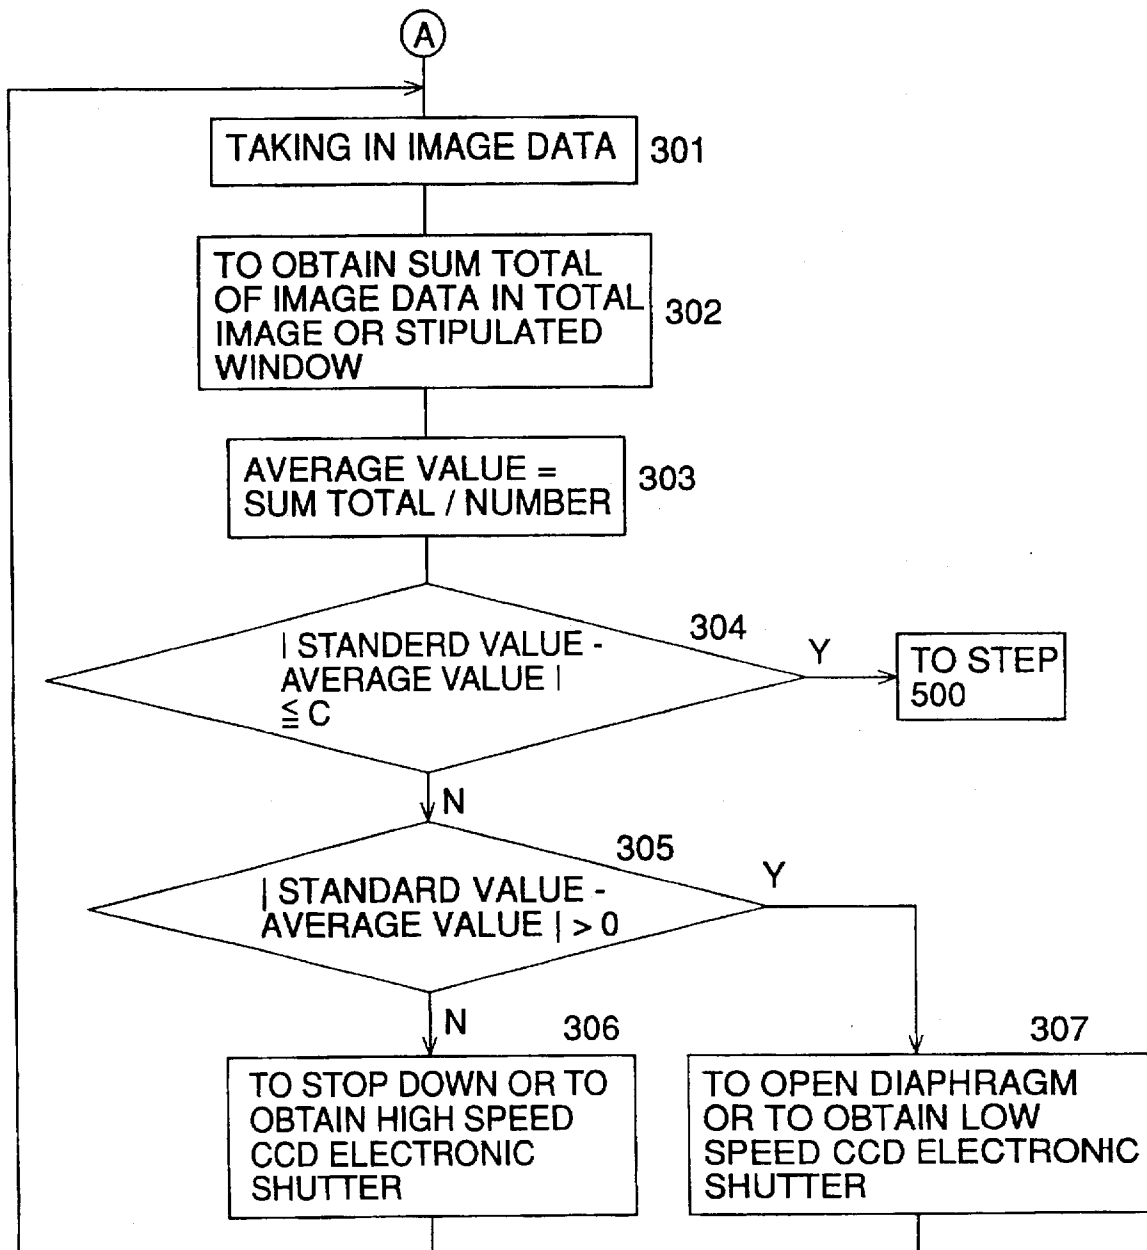 A
TAKING IN IMAGE DATA
301
TO OBTAIN SUM TOTAL
OF IMAGE DATA IN TOTAL
IMAGE OR STIPULATED
WINDOW
302
AVERAGE VALUE =
SUM TOTAL / NUMBER
303
| STANDERD VALUE -
AVERAGE VALUE |
≦ C
304
Y
TO STEP
500
N
| STANDARD VALUE -
AVERAGE VALUE | > 0
305
Y
N
306
TO STOP DOWN OR TO
OBTAIN HIGH SPEED
CCD ELECTRONIC
SHUTTER
307
TO OPEN DIAPHRAGM
OR TO OBTAIN LOW
SPEED CCD ELECTRONIC
SHUTTER